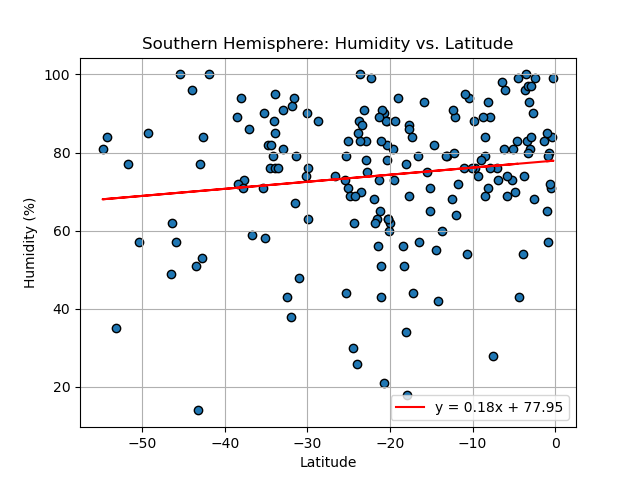 Southern Hemisphere: Humidity vs. Latitude
Humidity (%)
100
80
60
40
20
y = 0.18x + 77.95
−50
−40
−30
−20
−10
0
Latitude